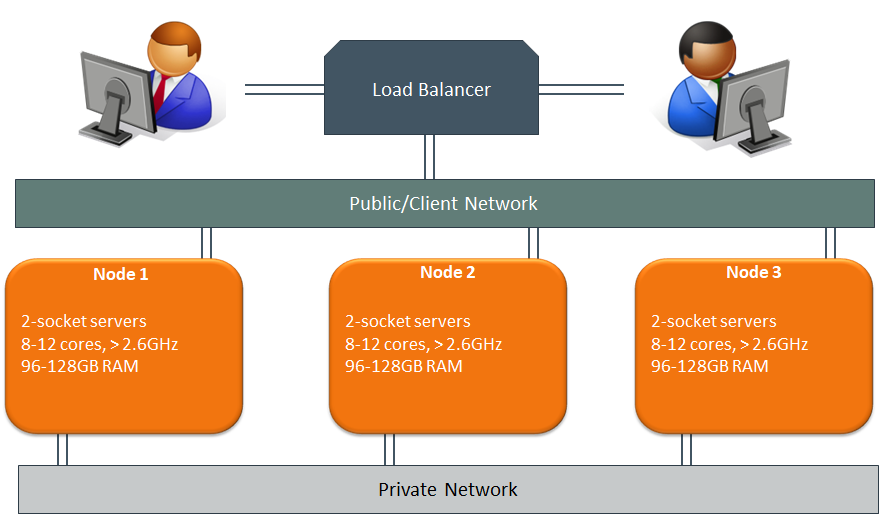 Load Balancer
Public/Client Network
Node 1
2-socket servers
8-12 cores, > 2.6GHz
96-128GB RAM
Node 2
2-socket servers
8-12 cores, > 2.6GHz
96-128GB RAM
Node 3
2-socket servers
8-12 cores, > 2.6GHz
96-128GB RAM
Private Network